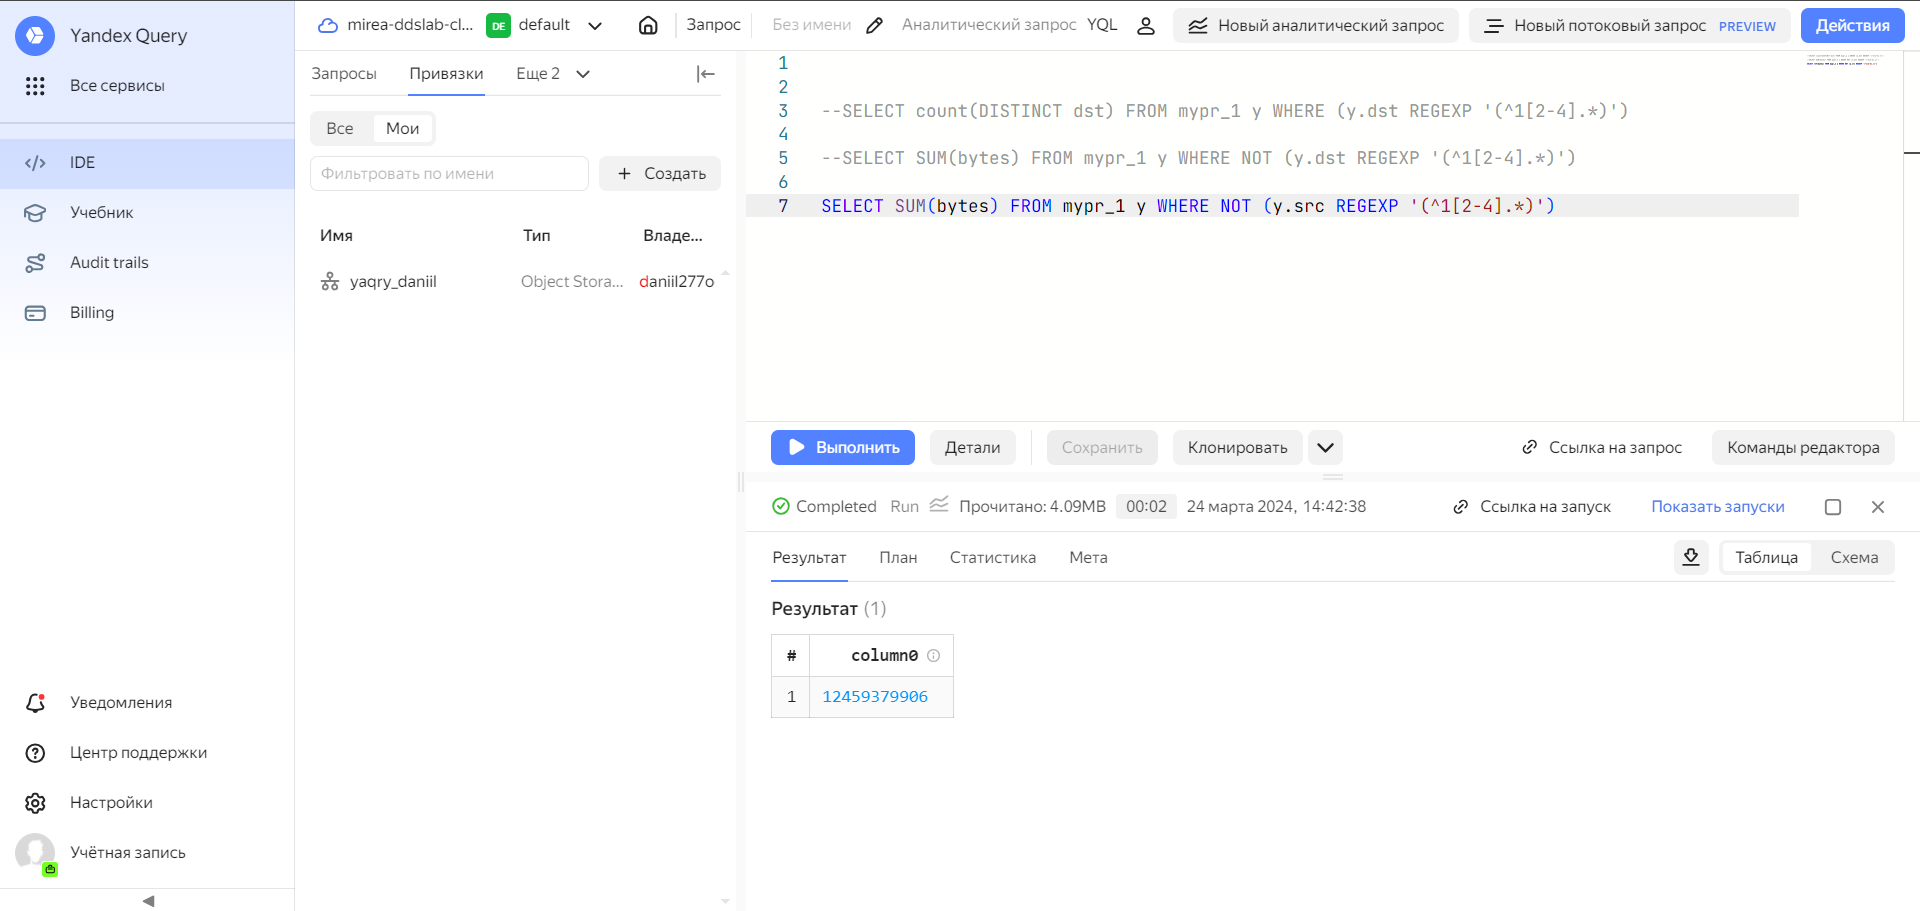 Yandex Query
Все сервисы
IDE
Учебник
Audit trails
Billing
Уведомления
Центр поддержки
Настройки
Учётная запись
mirea-ddslab-cl... DE default Запрос Без имени Аналитический запрос YQL Новый аналитический запрос Новый потоковый запрос PREVIEW Действия
Запросы Привязки Еще 2
Все Мои
Фильтровать по имени + Создать
Имя Тип Владе...
yaqry_daniil Object Stora... daniil277o
1
2
3 --SELECT count(DISTINCT dst) FROM mypr_1 y WHERE (y.dst REGEXP '(^1[2-4].*)')
4
5 --SELECT SUM(bytes) FROM mypr_1 y WHERE NOT (y.dst REGEXP '(^1[2-4].*)')
6
7 SELECT SUM(bytes) FROM mypr_1 y WHERE NOT (y.src REGEXP '(^1[2-4].*)')
Выполнить Детали Сохранить Клонировать Ссылка на запрос Команды редактора
Completed Run Прочитано: 4.09MB 00:02 24 марта 2024, 14:42:38 Ссылка на запуск Показать запуски
Результат План Статистика Мета Таблица Схема
Результат (1)
# column0
1 12459379906